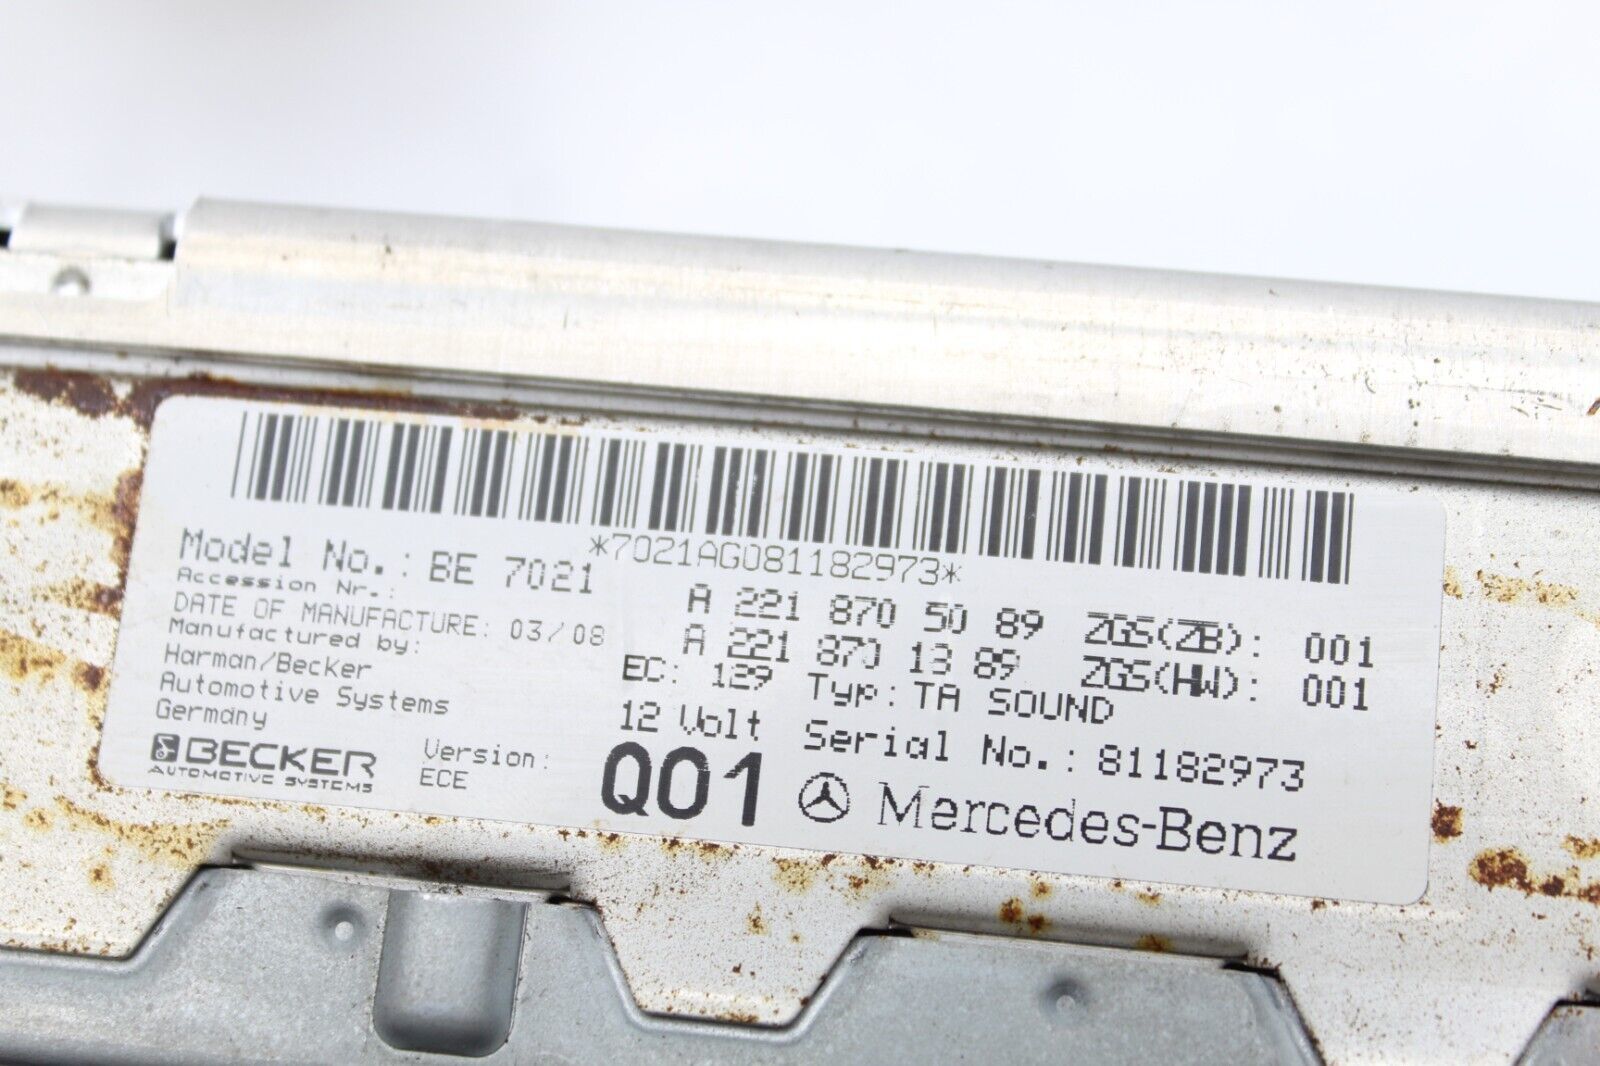 *7021AG081182973*
Model No.: BE 7021
Accession Nr.:
DATE OF MANUFACTURE: 03/08
Manufactured by:
Harman/Becker
Automotive Systems
Germany
BECKER
AUTOMOTIVE SYSTEMS
Version:
ECE
A 221 870 50 89 ZGS(ZB): 001
A 221 870 13 89 ZGS(HW): 001
EC: 129 Typ: TA SOUND
12 Volt Serial No.: 81182973
Q01 Mercedes-Benz